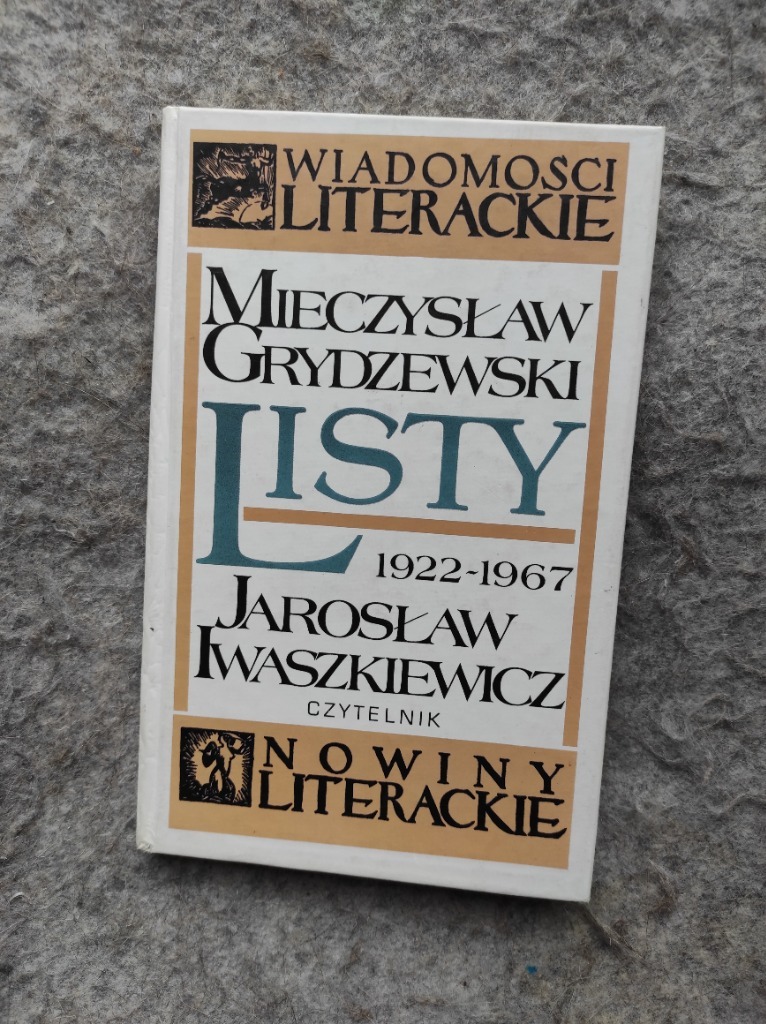 WIADOMOSCI
LITERACKIE
MIECZYSŁAW
GRYDZEWSKI
LISTY
1922-1967
JAROSŁAW
IWASZKIEWICZ
CZYTELNIK
NOWINY
LITERACKIE